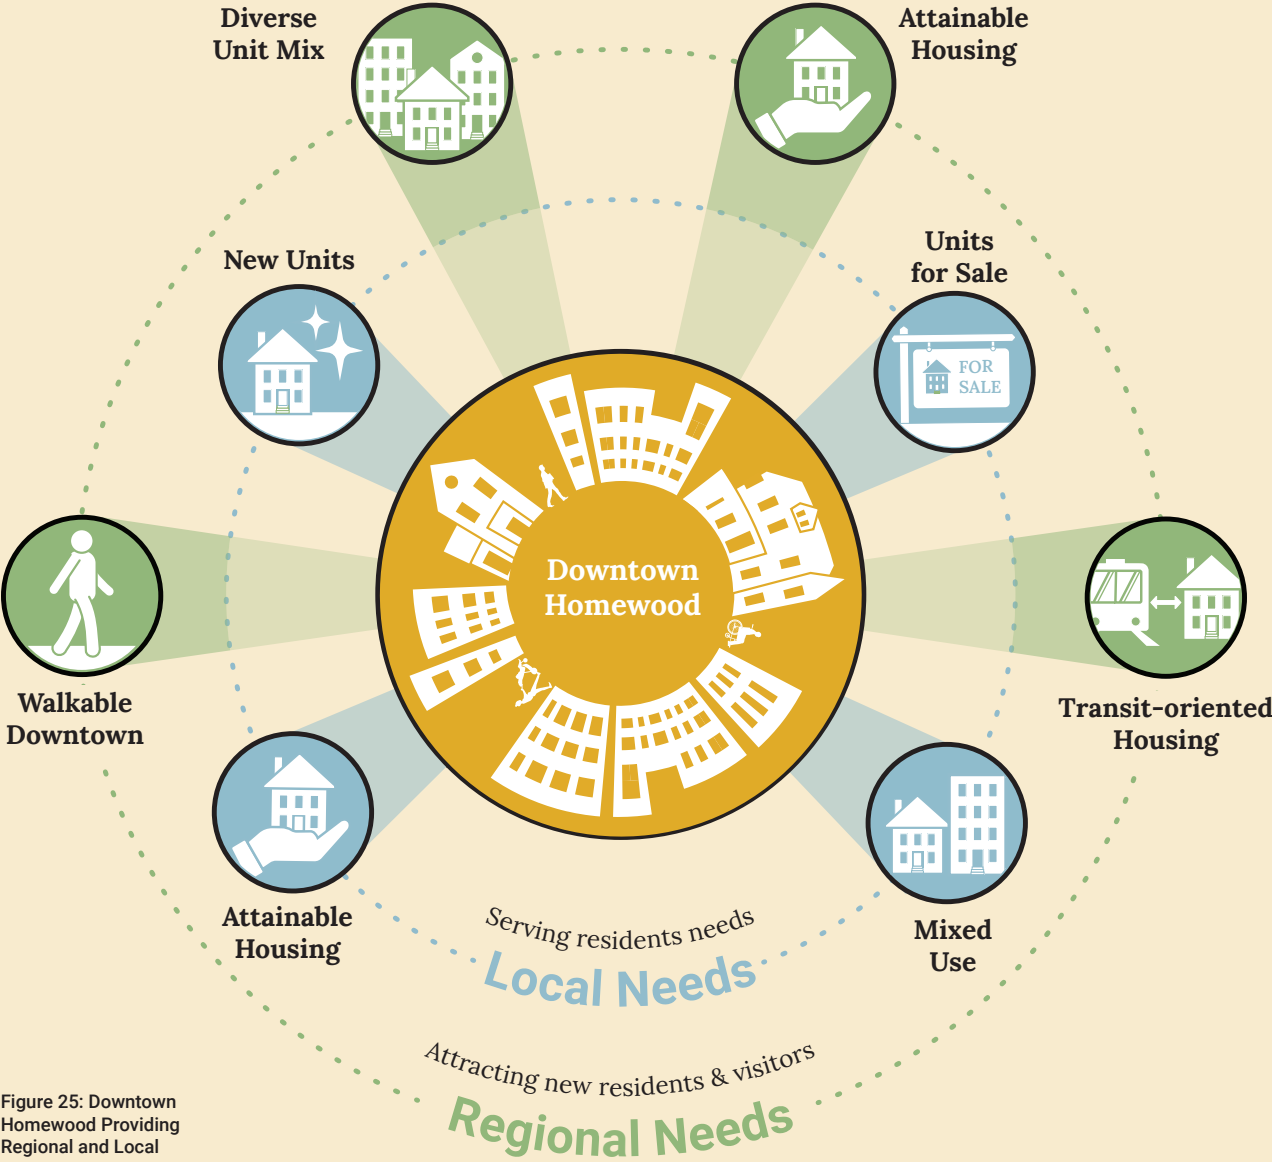 Diverse
Unit Mix
Attainable
Housing
New Units
Units
for Sale
FOR
SALE
Downtown
Homewood
Walkable
Downtown
Transit-oriented
Housing
Attainable
Housing
Mixed
Use
Serving residents needs
Local Needs
Attracting new residents & visitors
Regional Needs
Figure 25: Downtown
Homewood Providing
Regional and Local